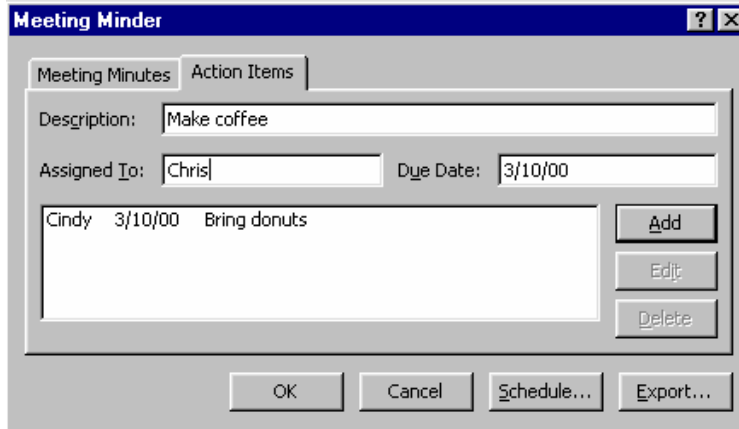 Meeting Minder
Meeting Minutes Action Items
Description: Make coffee
Assigned To: Chris Due Date: 3/10/00
Cindy 3/10/00 Bring donuts
Add
Edit
Delete
OK Cancel Schedule... Export...